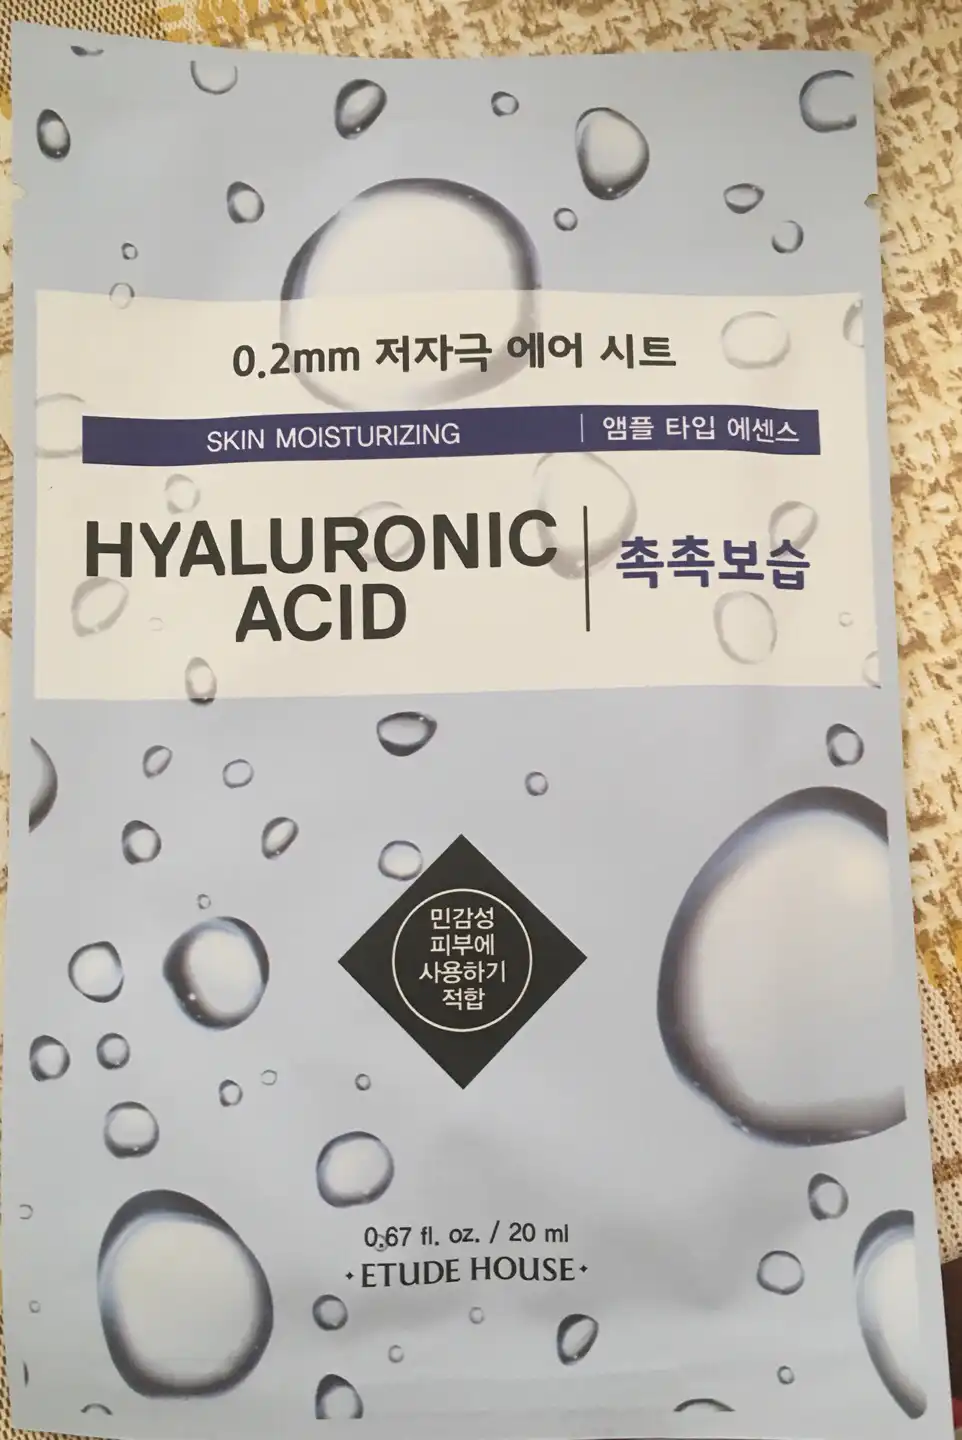 0.2mm 저자극 에어 시트
SKIN MOISTURIZING | 앰플 타입 에센스
HYALURONIC
ACID
촉촉보습
민감성
피부에
사용하기
적합
0.67 fl. oz. / 20 ml
ETUDE HOUSE